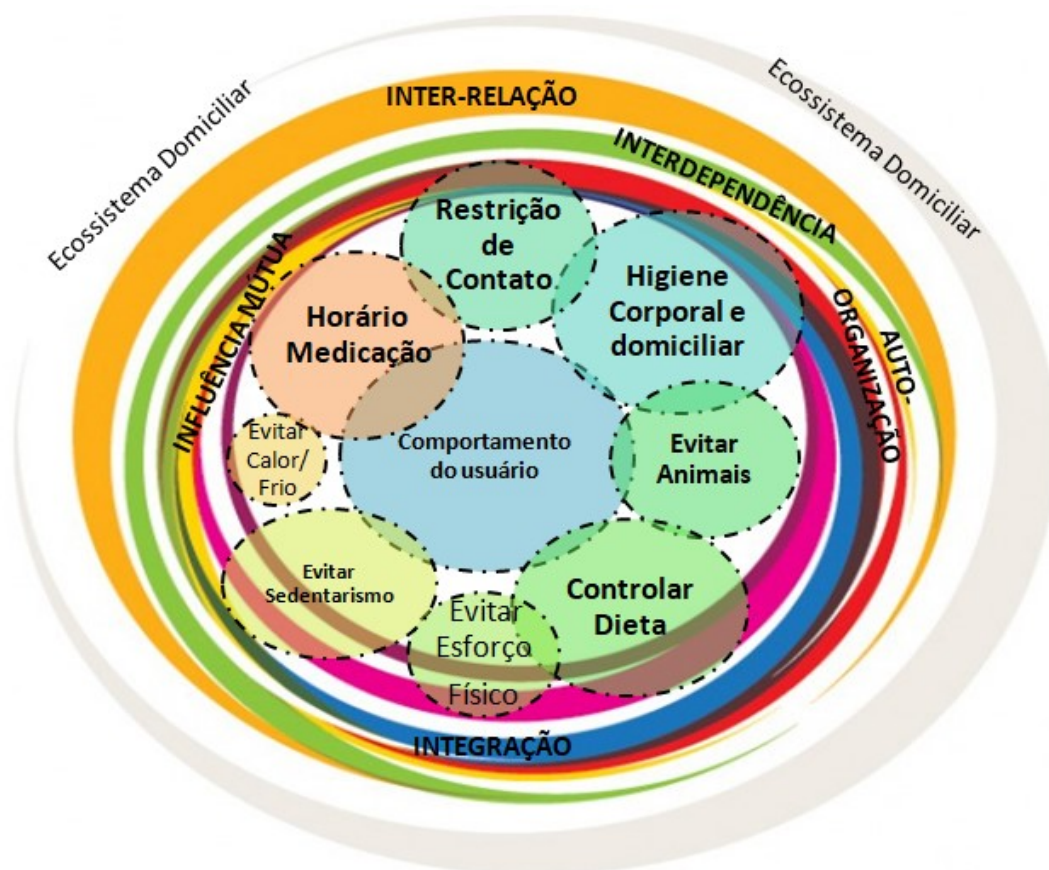 Ecossistema Domiciliar
Ecossistema Domiciliar
INTER-RELAÇÃO
INTERDEPENDÊNCIA
INFLUÊNCIA MÚTUA
AUTO-
ORGANIZAÇÃO
Restrição
de
Contato
Higiene
Corporal e
domiciliar
Horário
Medicação
Comportamento
do usuário
Evitar
Calor/
Frio
Evitar
Animais
Evitar
Sedentarismo
Controlar
Dieta
Evitar
Esforço
Físico
INTEGRAÇÃO